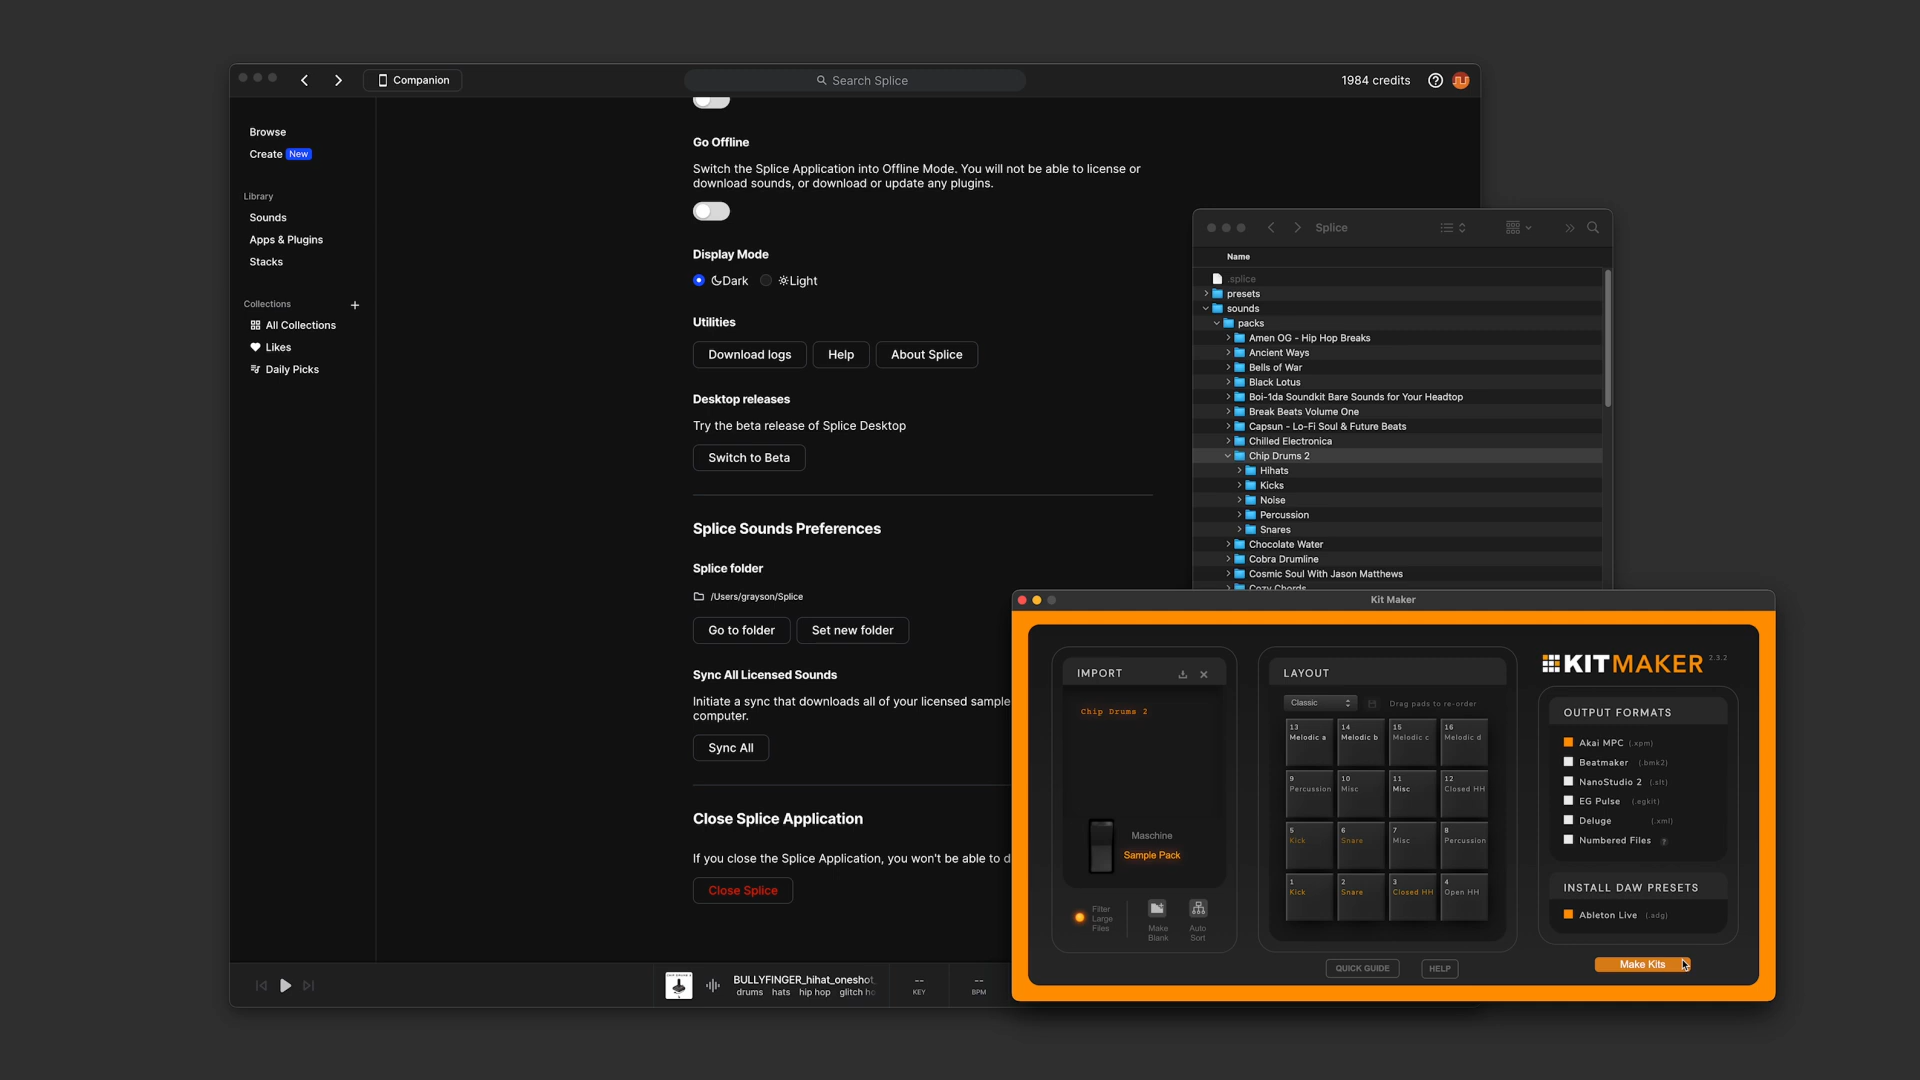 Companion
Search Splice
1984 credits
Browse
Create New
Library
Sounds
Apps & Plugins
Stacks
Collections
All Collections
Likes
Daily Picks
Go Offline
Switch the Splice Application into Offline Mode. You will not be able to license or
download sounds, or download or update any plugins.
Display Mode
Dark Light
Utilities
Download logs Help About Splice
Desktop releases
Try the beta release of Splice Desktop
Switch to Beta
Splice Sounds Preferences
Splice folder
/Users/grayson/Splice
Go to folder Set new folder
Sync All Licensed Sounds
Initiate a sync that downloads all of your licensed sample
computer.
Sync All
Close Splice Application
If you close the Splice Application, you won't be able to d
Close Splice
BULLYFINGER_hihat_oneshot
drums hats hip hop glitch ho
-- KEY
-- BPM
Splice
Name
.splice
presets
sounds
packs
Amen OG - Hip Hop Breaks
Ancient Ways
Bells of War
Black Lotus
Boi-1da Soundkit Bare Sounds for Your Headtop
Break Beats Volume One
Capsun - Lo-Fi Soul & Future Beats
Chilled Electronica
Chip Drums 2
Hihats
Kicks
Noise
Percussion
Snares
Chocolate Water
Cobra Drumline
Cosmic Soul With Jason Matthews
Cozy Chords
Kit Maker
IMPORT
Chip Drums 2
Maschine
Sample Pack
Filter
Large
Files
Make
Blank
Auto
Sort
LAYOUT
Classic Drag pads to re-order
13 14 15 16
Melodic a Melodic b Melodic c Melodic d
9 10 11 12
Percussion Misc Misc Closed HH
5 6 7 8
Kick Snare Misc Percussion
1 2 3 4
Kick Snare Closed HH Open HH
QUICK GUIDE HELP
KITMAKER 2.3.2
OUTPUT FORMATS
Akai MPC (.xpm)
Beatmaker (.bmk2)
NanoStudio 2 (.slt)
EG Pulse (.egkit)
Deluge (.xml)
Numbered Files ?
INSTALL DAW PRESETS
Ableton Live (.adg)
Make Kits